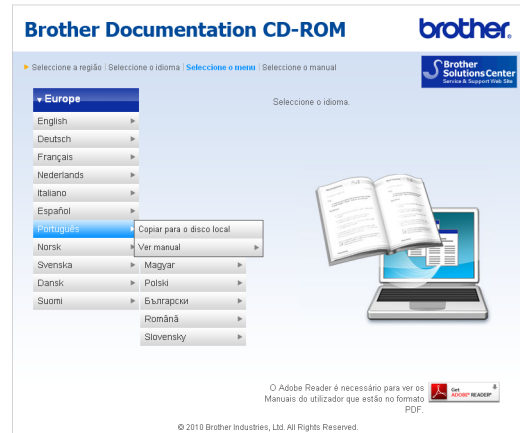 Brother Documentation CD-ROM
brother
Seleccione a região | Seleccione o idioma | Seleccione o menu | Seleccione o manual
Brother
Solutions Center
Service & Support Web Site
Europe
Seleccione o idioma.
English
Deutsch
Français
Nederlands
Italiano
Español
Português
Copiar para o disco local
Norsk
Ver manual
Svenska
Magyar
Dansk
Polski
Suomi
Български
Română
Slovensky
O Adobe Reader é necessário para ver os
Manuais do utilizador que estão no formato
PDF.
Get
ADOBE® READER®
© 2010 Brother Industries, Ltd. All Rights Reserved.